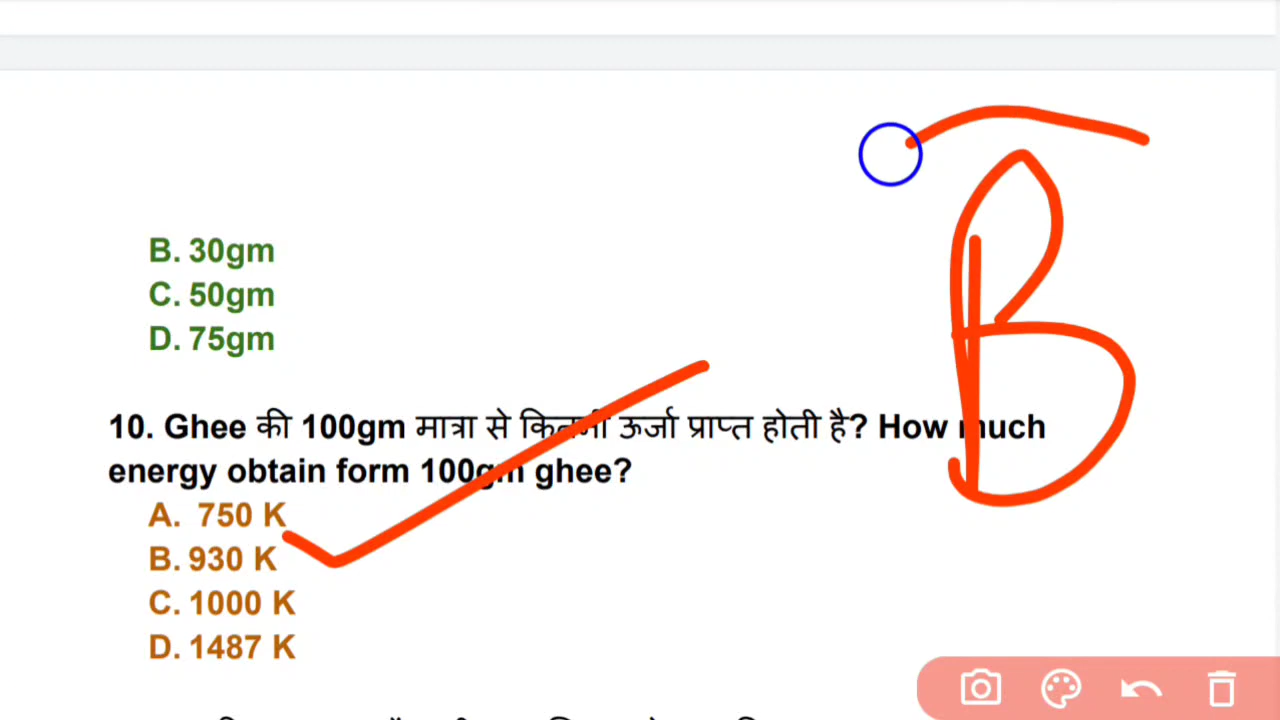 B. 30gm
C. 50gm
D. 75gm
10. Ghee की 100gm मात्रा से कितनी ऊर्जा प्राप्त होती है? How much
energy obtain form 100gm ghee?
A. 750 K
B. 930 K
C. 1000 K
D. 1487 K
B